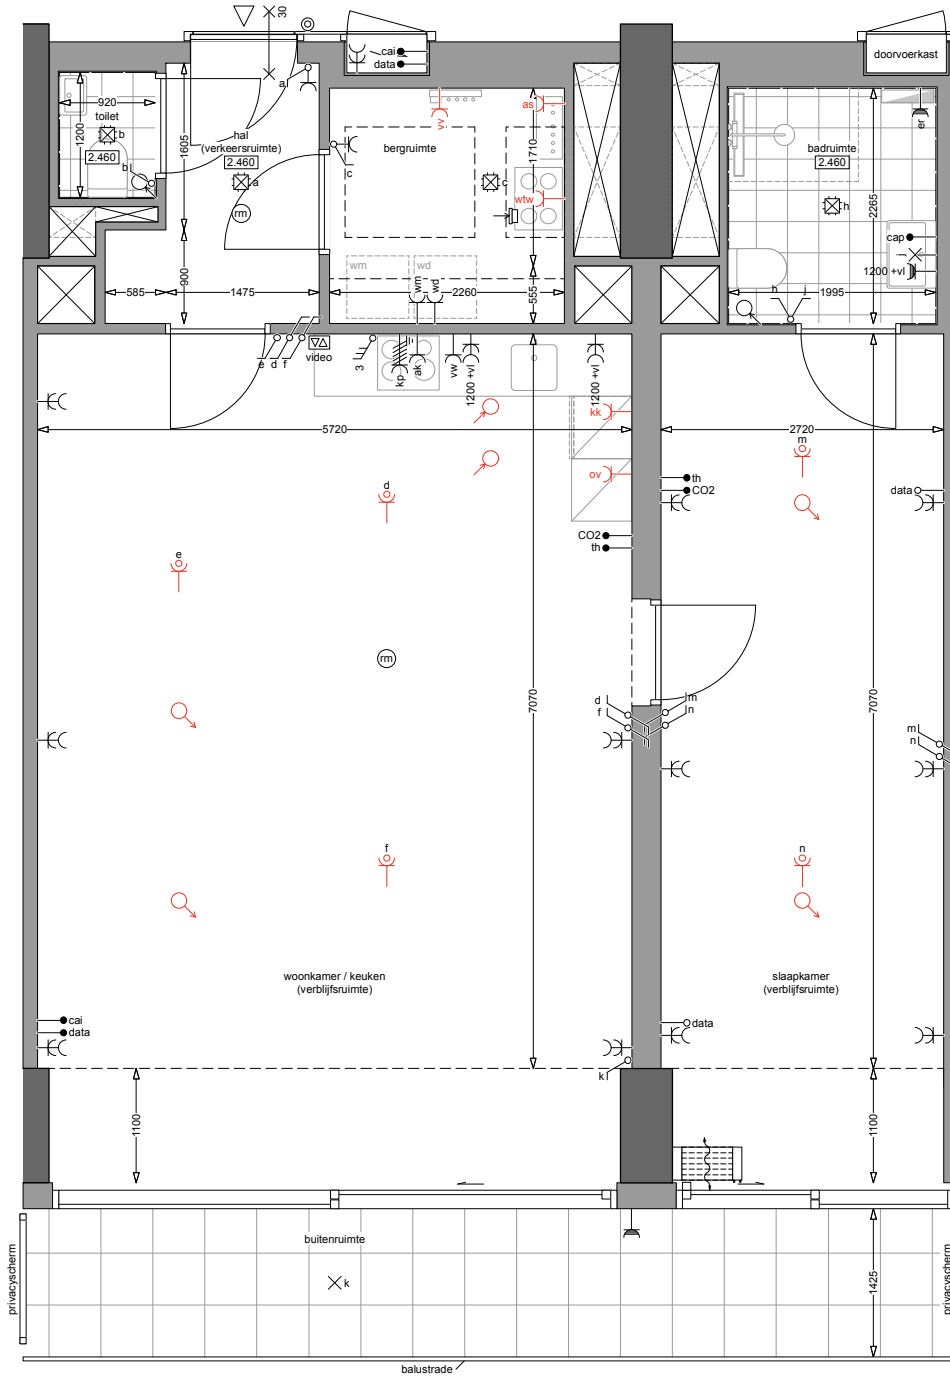 30
cai
data
doorvoerkast
a
920
toilet
b
2.460
b
1200
1605
hal
(verkeersruimte)
2.460
a
rm
vv
as
bergruimte
c
c
wtw
1710
er
badruimte
2.460
h
2265
cap
j
1200 +vl
900
585
1475
wm
wd
wm
wd
2260
555
h
j
1995
e
d
f
video
3
kp
ak
vw
1200 +vl
1200 +vl
kk
5720
2720
m
ov
d
th
CO2
data
CO2
th
e
rm
7070
7070
d
f
m
n
m
n
f
n
woonkamer / keuken
(verblijfsruimte)
slaapkamer
(verblijfsruimte)
cai
data
data
k
1100
1100
buitenruimte
k
privacyscherm
1425
privacyscherm
balustrade